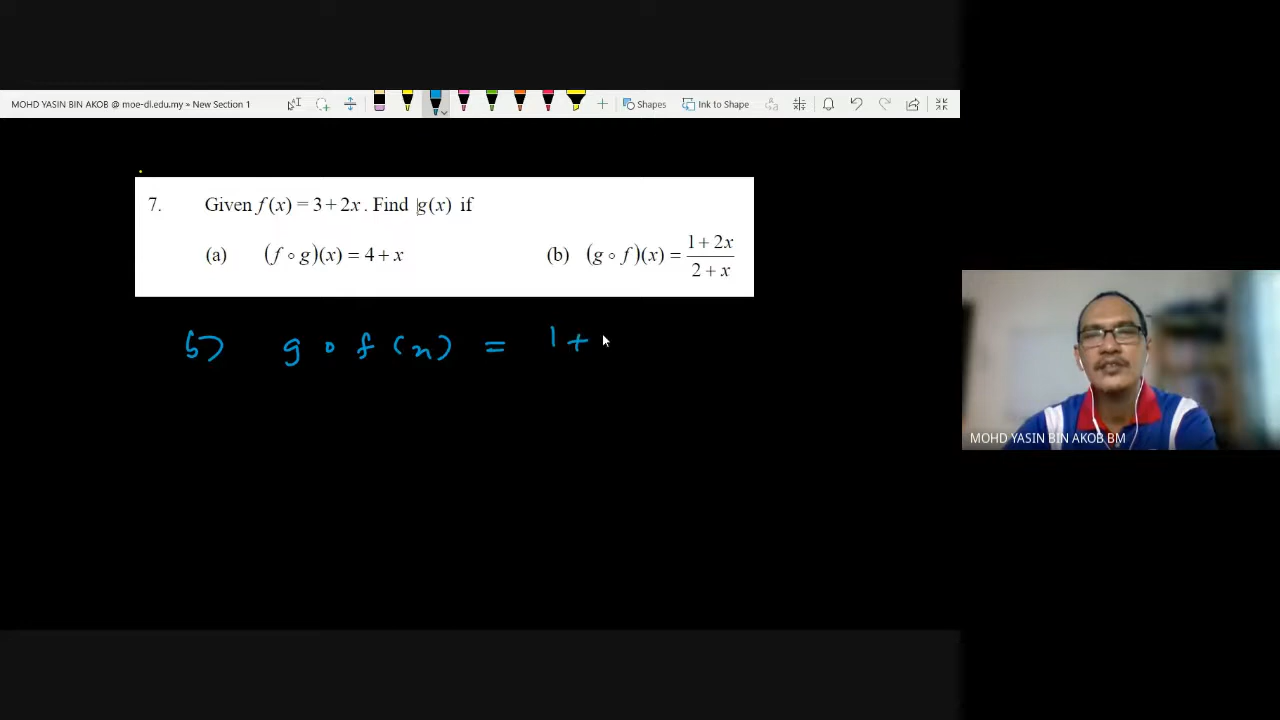 MOHD YASIN BIN AKOB @ moe-dl.edu.my » New Section 1
Shapes Ink to Shape
7. Given f(x) = 3 + 2x. Find g(x) if
(a) (f ∘ g)(x) = 4 + x (b) (g ∘ f)(x) = (1 + 2x)/(2 + x)
b) g ∘ f (x) = 1 +
MOHD YASIN BIN AKOB BM